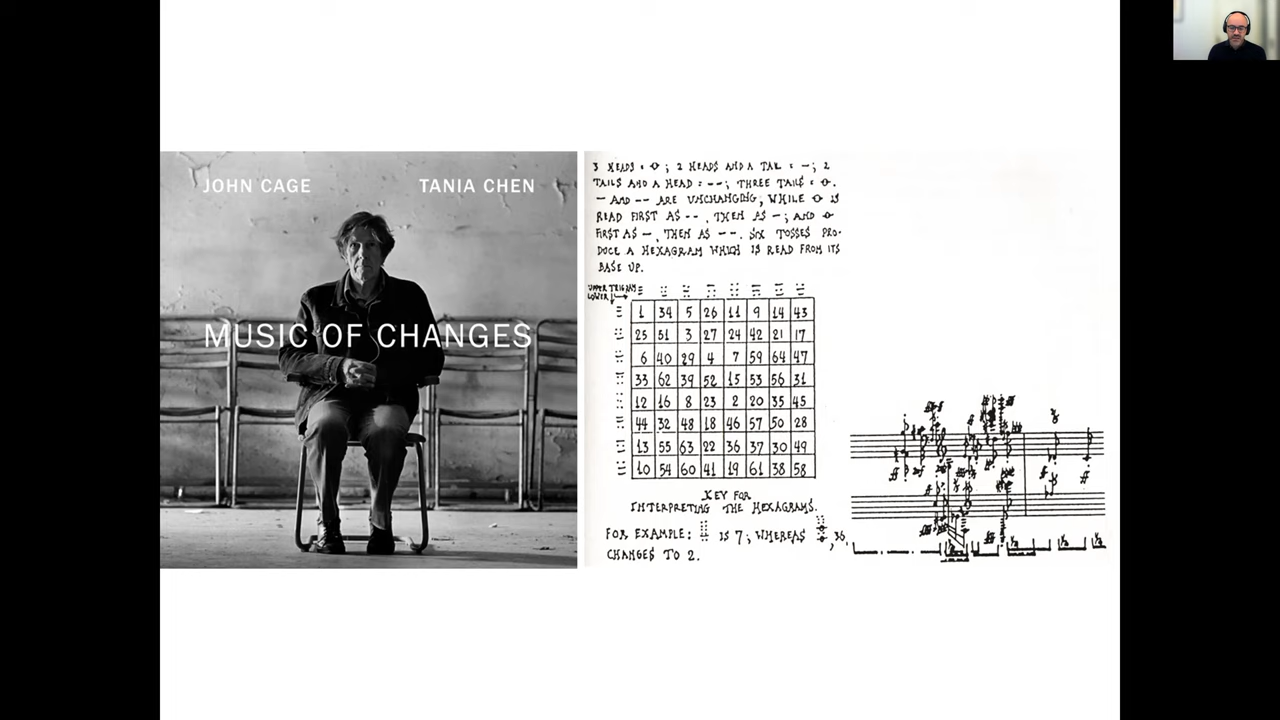 JOHN CAGE TANIA CHEN
MUSIC OF CHANGES
3 HEADS = ; 2 HEADS AND A TAIL = —; 2
TAILS AND A HEAD = --; THREE TAILS = .
— AND -- ARE UNCHANGING, WHILE IS
READ FIRST AS --, THEN AS —; AND
FIRST AS —, THEN AS --. SIX TOSSES PRO-
DUCE A HEXAGRAM WHICH IS READ FROM ITS
BASE UP.
UPPER TRIGRAM
LOWER
1 34 5 26 11 9 14 43
25 51 3 27 24 42 21 17
6 40 29 4 7 59 64 47
33 62 39 52 15 53 56 31
12 16 8 23 2 20 35 45
44 32 48 18 46 57 50 28
13 55 63 22 36 37 30 49
10 54 60 41 19 61 38 58
KEY FOR
INTERPRETING THE HEXAGRAMS.
FOR EXAMPLE: IS 7; WHEREAS , 36,
CHANGES TO 2.